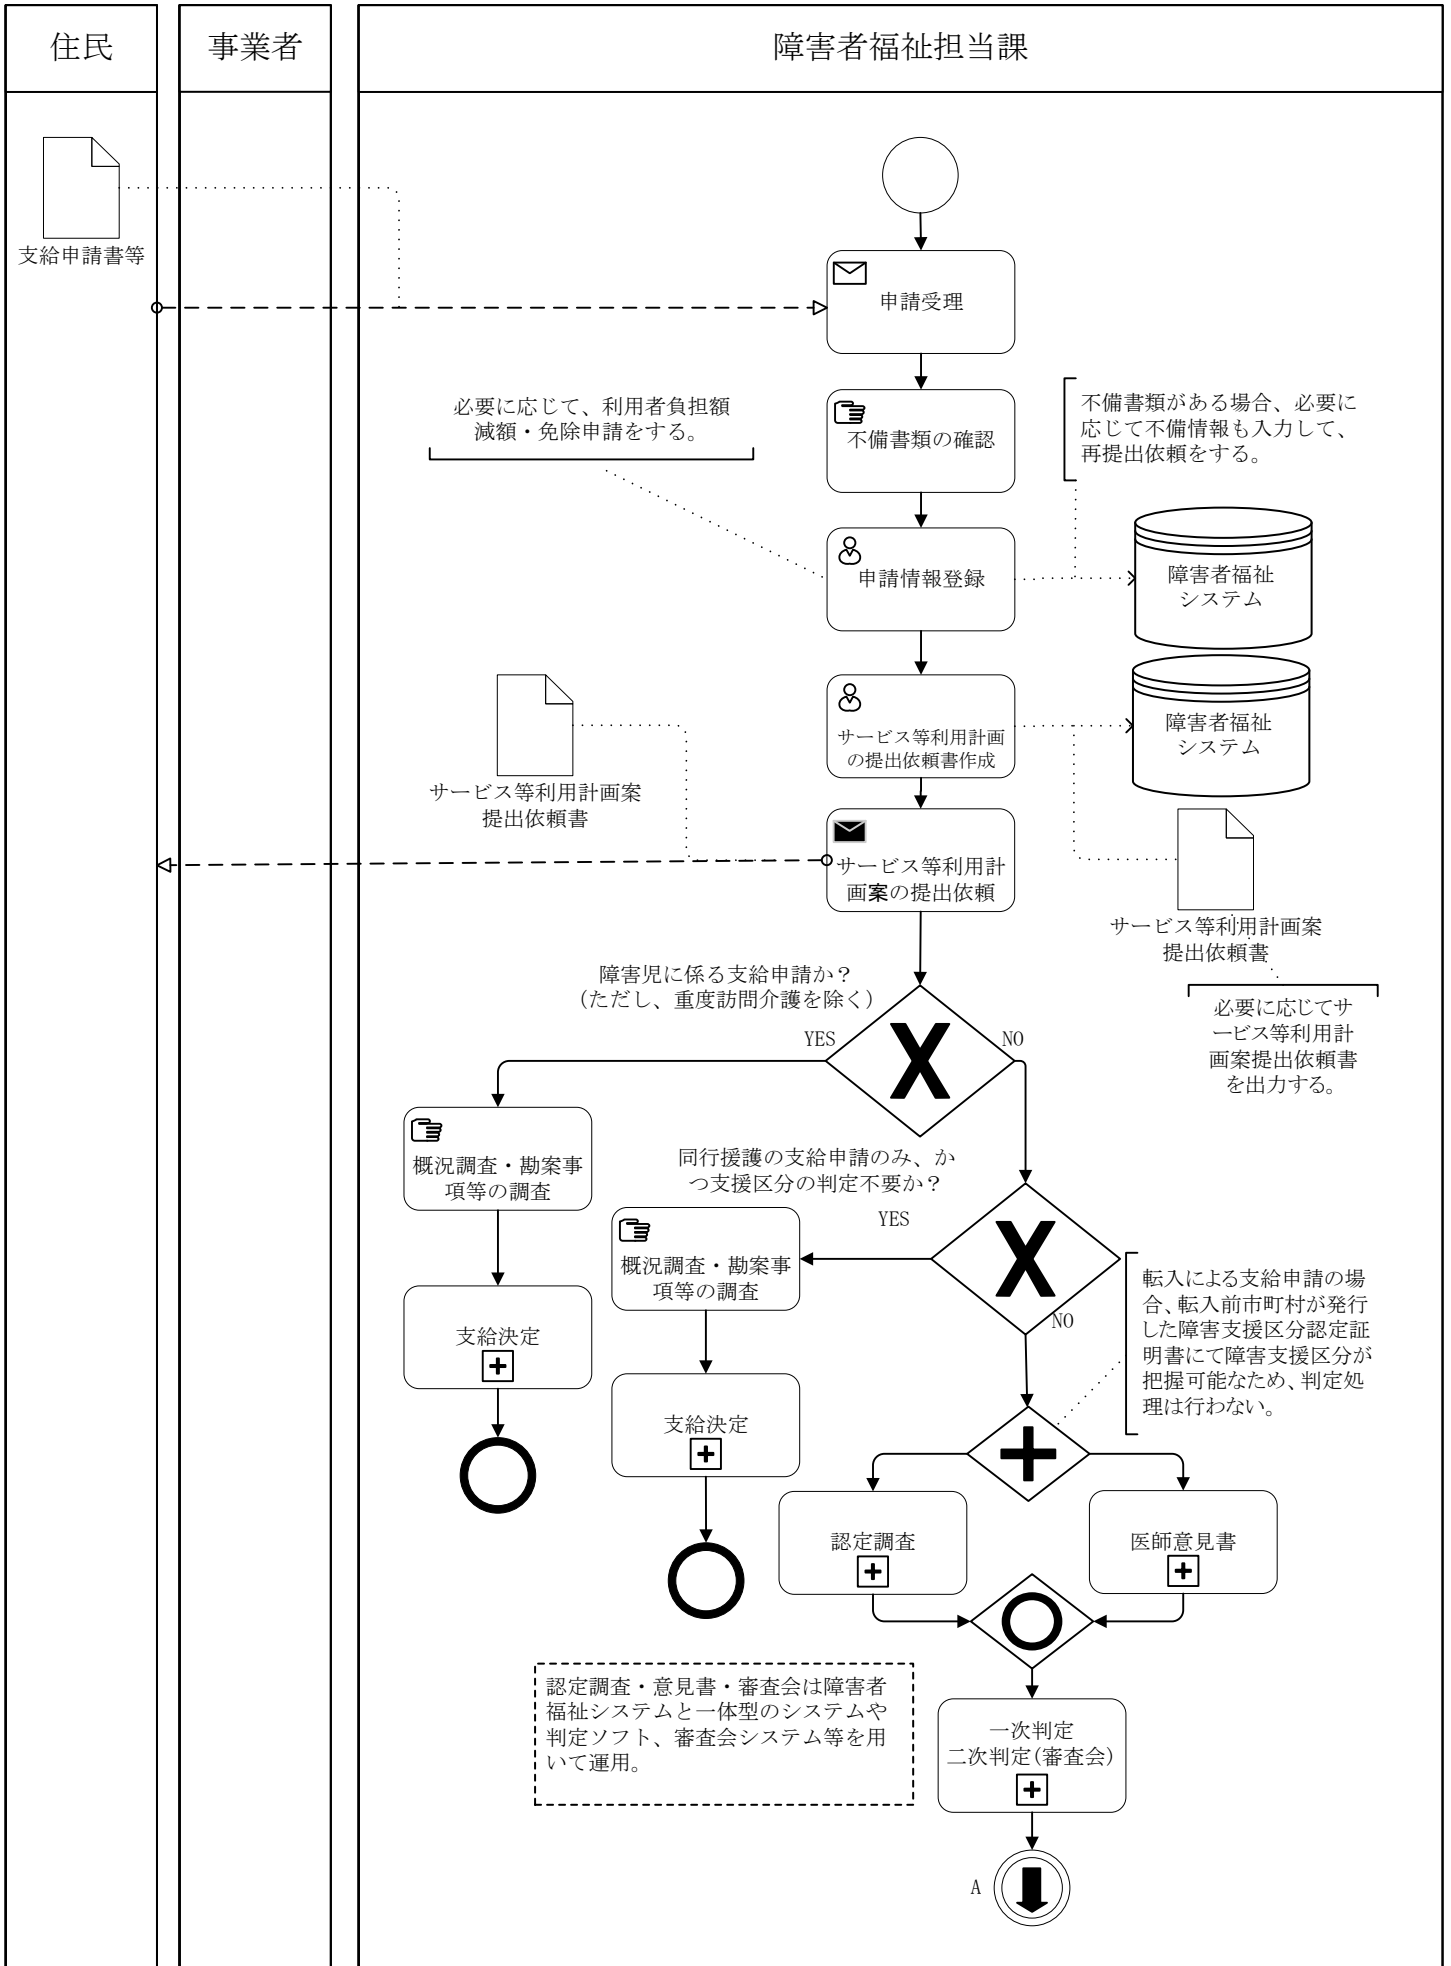 住民
事業者
障害者福祉担当課
支給申請書等
申請受理
必要に応じて、利用者負担額
減額・免除申請をする。
不備書類の確認
不備書類がある場合、必要に
応じて不備情報も入力して、
再提出依頼をする。
申請情報登録
障害者福祉
システム
サービス等利用計画
の提出依頼書作成
障害者福祉
システム
サービス等利用計画案
提出依頼書
サービス等利用計
画案の提出依頼
サービス等利用計画案
提出依頼書
必要に応じてサ
ービス等利用計
画案提出依頼書
を出力する。
障害児に係る支給申請か？
（ただし、重度訪問介護を除く）
YES
NO
概況調査・勘案事
項等の調査
同行援護の支給申請のみ、か
つ支援区分の判定不要か？
YES
NO
概況調査・勘案事
項等の調査
転入による支給申請の場
合、転入前市町村が発行
した障害支援区分認定証
明書にて障害支援区分が
把握可能なため、判定処
理は行わない。
支給決定
支給決定
認定調査
医師意見書
認定調査・意見書・審査会は障害者
福祉システムと一体型のシステムや
判定ソフト、審査会システム等を用
いて運用。
一次判定
二次判定(審査会)
A